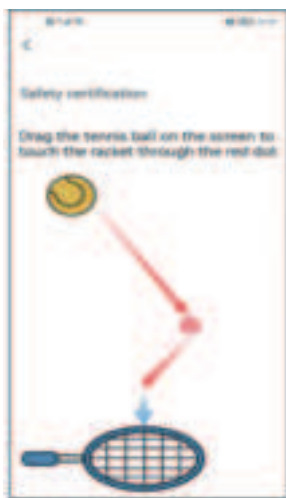 Safety certification
Drag the tennis ball on the screen to
touch the racket through the red dot